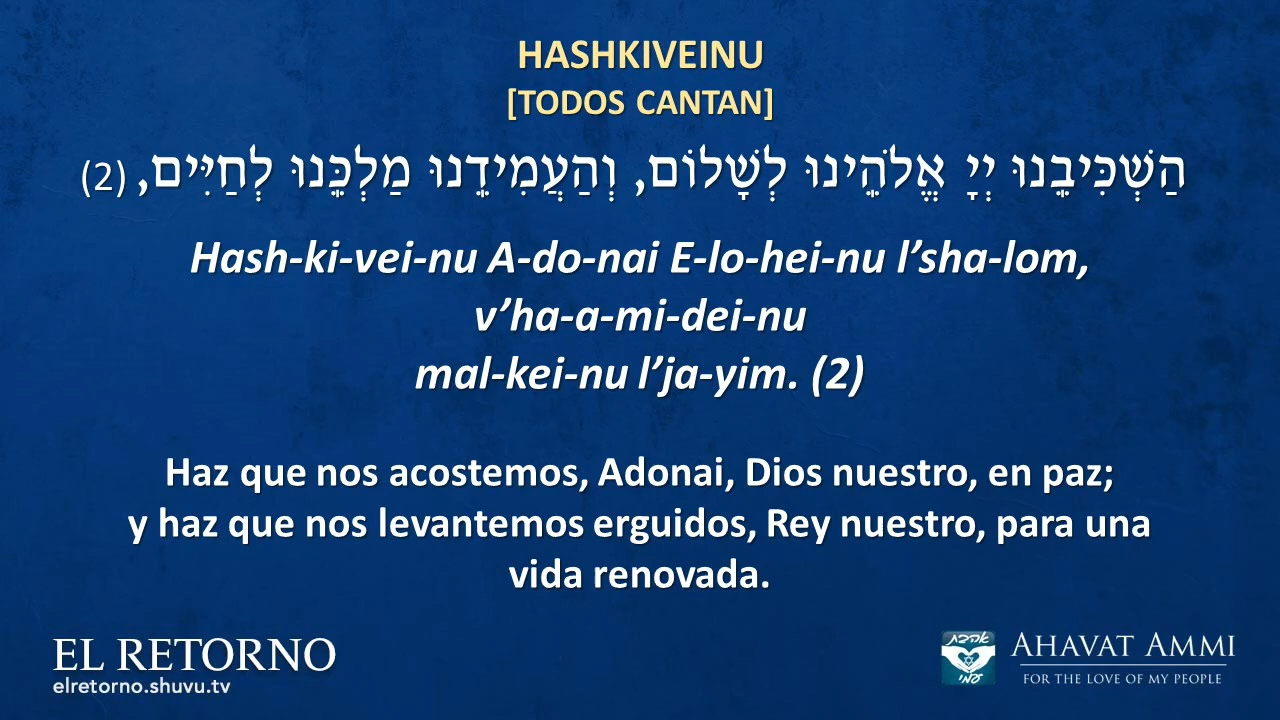 HASHKIVEINU
[TODOS CANTAN]
הַשְׁכִּיבֵֽנוּ יְיָ אֱלֹהֵֽינוּ לְשָׁלוֹם, וְהַעֲמִידֵֽנוּ מַלְכֵּֽנוּ לְחַיִּים, (2)
Hash-ki-vei-nu A-do-nai E-lo-hei-nu l’sha-lom,
v’ha-a-mi-dei-nu
mal-kei-nu l’ja-yim. (2)
Haz que nos acostemos, Adonai, Dios nuestro, en paz;
y haz que nos levantemos erguidos, Rey nuestro, para una
vida renovada.
EL RETORNO
elretorno.shuvu.tv
אהבת
עמי
AHAVAT AMMI
FOR THE LOVE OF MY PEOPLE